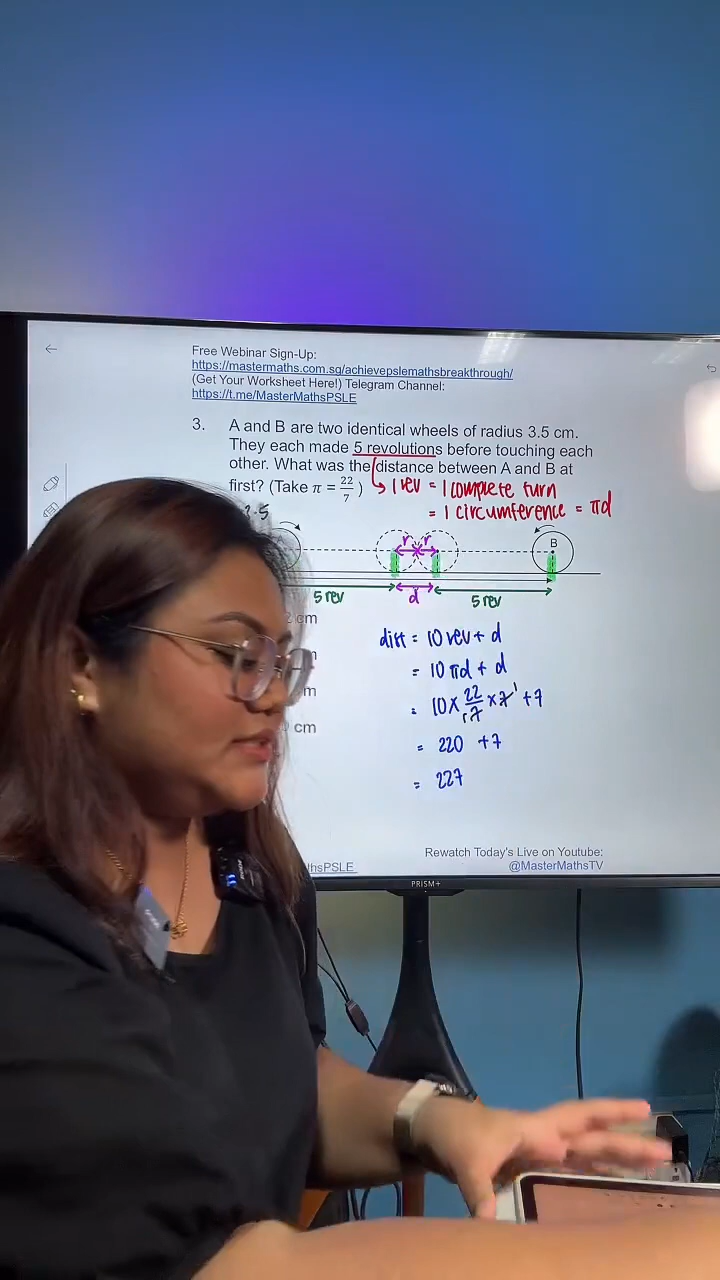 Free Webinar Sign-Up:
https://mastermaths.com.sg/achievepslemathsbreakthrough/
(Get Your Worksheet Here!) Telegram Channel:
https://t.me/MasterMathsPSLE
3. A and B are two identical wheels of radius 3.5 cm.
They each made 5 revolutions before touching each
other. What was the distance between A and B at
first? (Take π = 22/7)
1 rev = 1 complete turn
= 1 circumference = πd
r r
B
5 rev d 5 rev
cm
dist = 10 rev + d
= 10 πd + d
m
= 10 × 22/7 × 7 + 7
cm
= 220 + 7
= 227
hsPSLE
Rewatch Today's Live on Youtube:
@MasterMathsTV
PRISM+